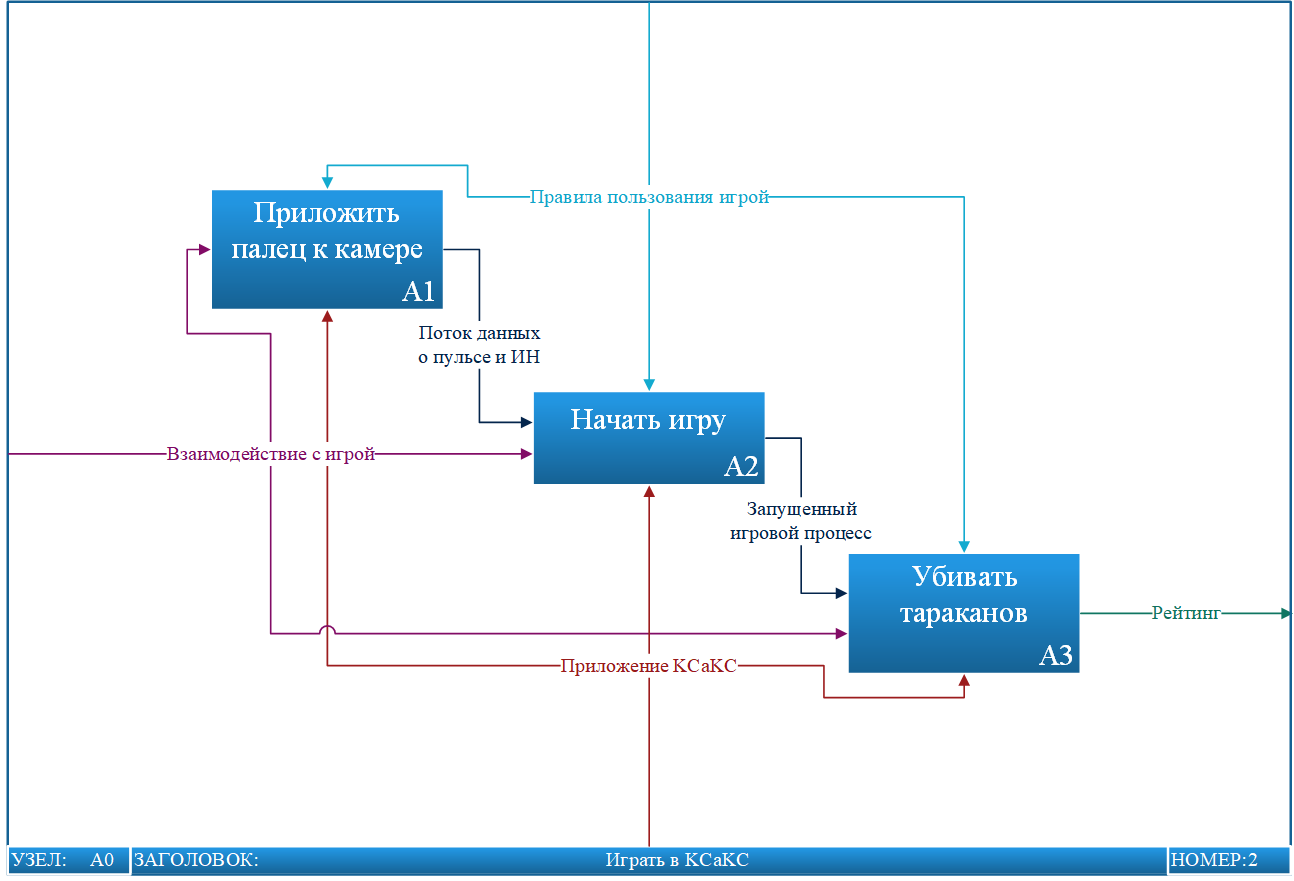 Правила пользования игрой
Приложить
палец к камере
A1
Поток данных
о пульсе и ИН
Начать игру
A2
Взаимодействие с игрой
Запущенный
игровой процесс
Убивать
тараканов
A3
Рейтинг
Приложение КСаКС
УЗЕЛ: A0 ЗАГОЛОВОК: Играть в КСаКС НОМЕР:2